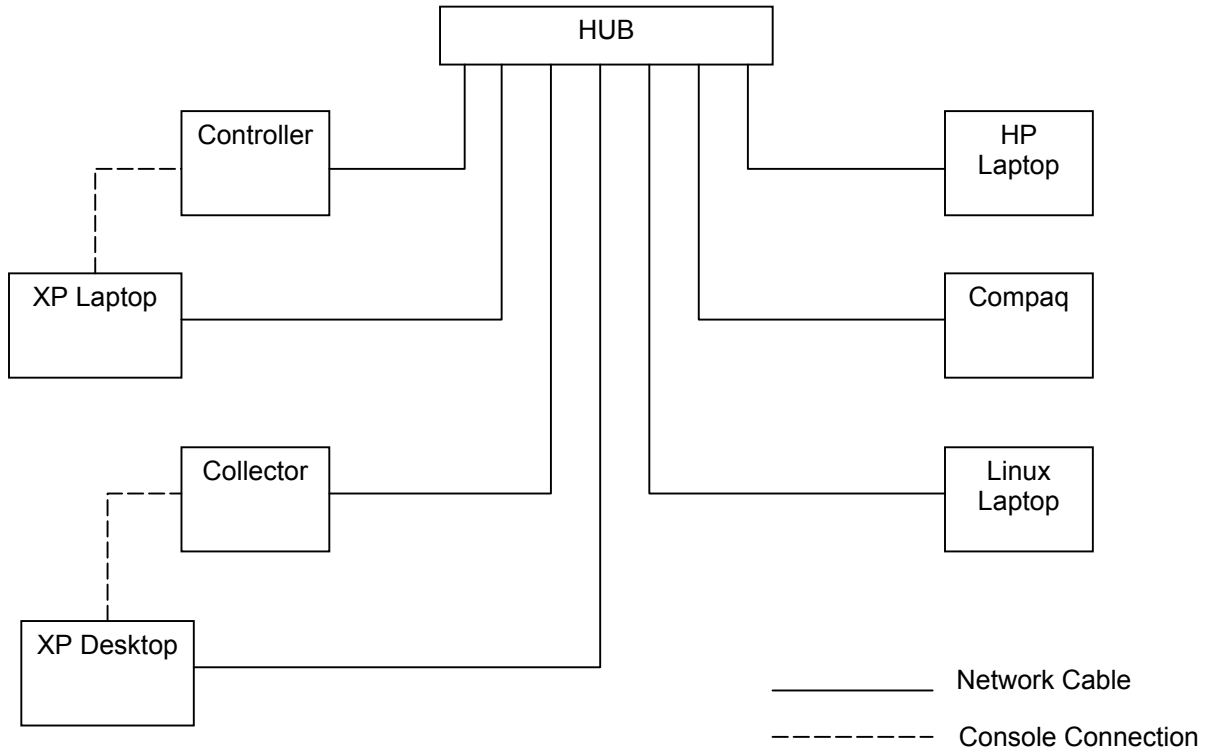 HUB
Controller
HP
Laptop
XP Laptop
Compaq
Collector
Linux
Laptop
XP Desktop
Network Cable
Console Connection